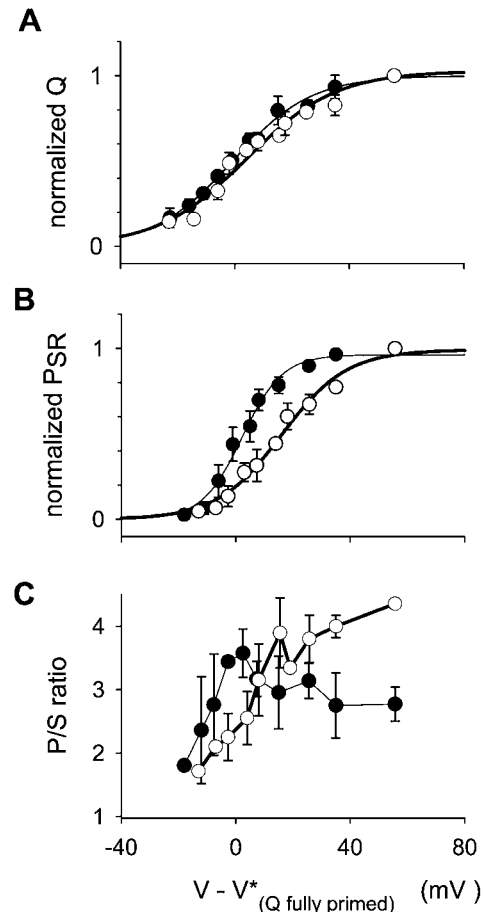 A
normalized Q
1
0
B
normalized PSR
1
0
C
P/S ratio
4
3
2
1
-40 0 40 80
V - V*(Q fully primed) (mV )